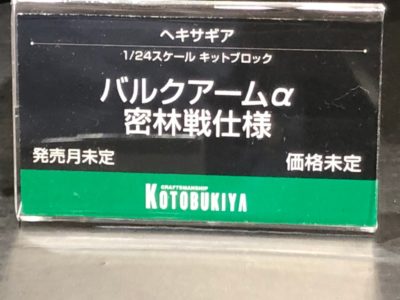 ヘキサギア
1/24スケール キットブロック
バルクアームα
密林戦仕様
発売月未定 価格未定
CRAFTSMANSHIP
KOTOBUKIYA